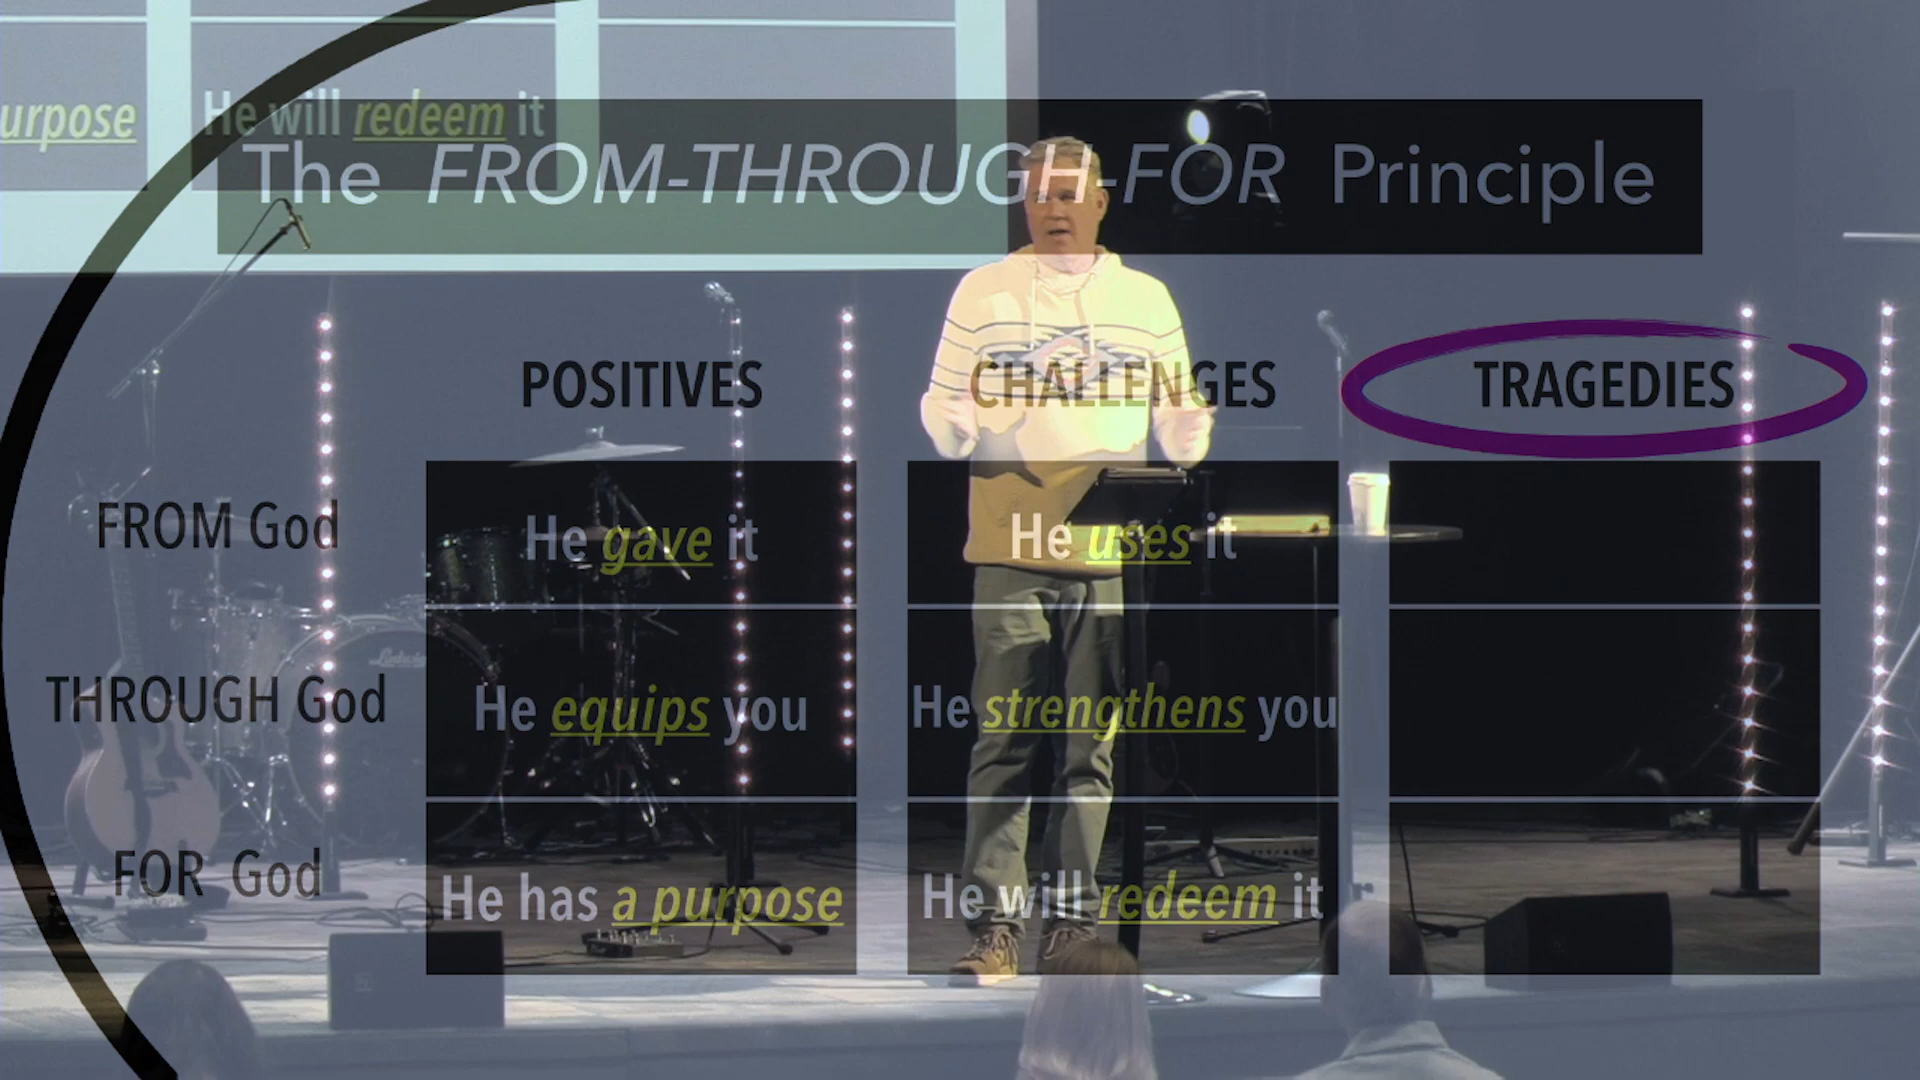 urpose
He will redeem it
The FROM-THROUGH-FOR Principle
POSITIVES
CHALLENGES
TRAGEDIES
FROM God
He gave it
He uses it
THROUGH God
He equips you
He strengthens you
FOR God
He has a purpose
He will redeem it
Ludwig